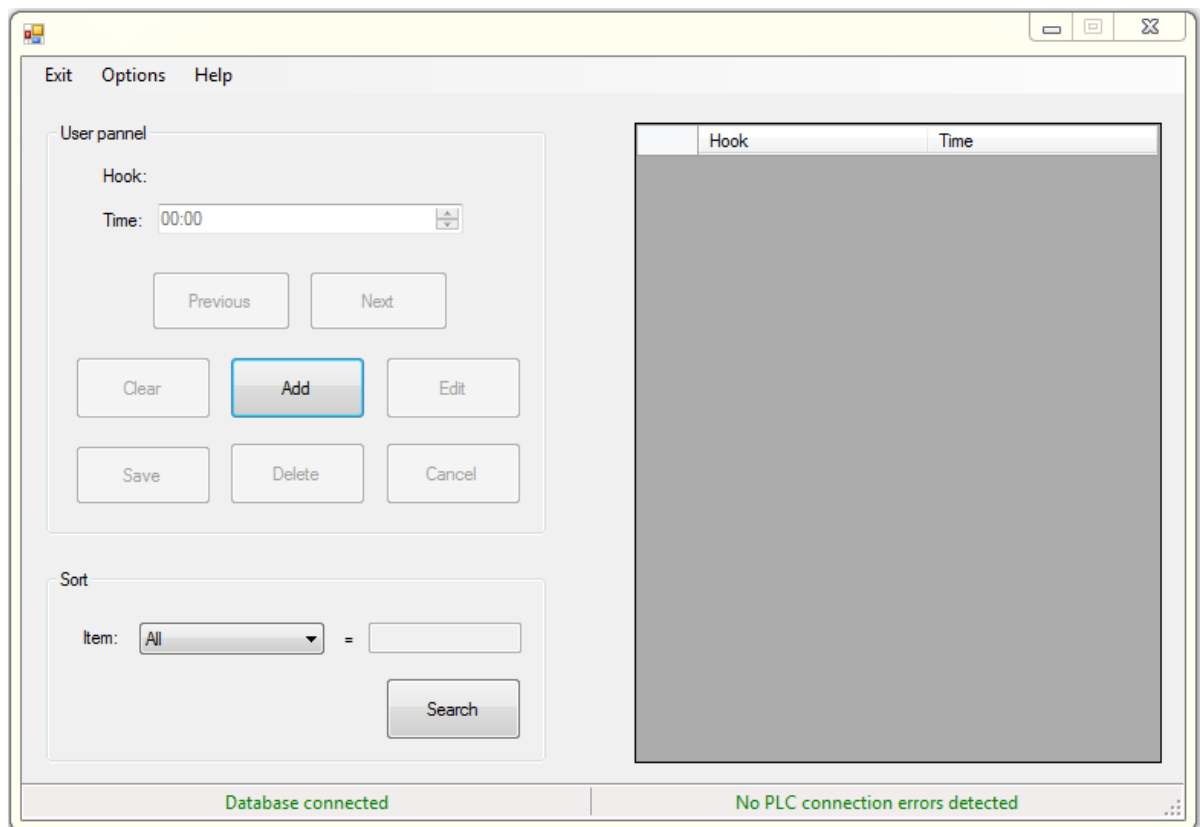 Exit Options Help
User pannel
Hook:
Time: 00:00
Previous Next
Clear Add Edit
Save Delete Cancel
Sort
Item: All =
Search
Hook Time
Database connected No PLC connection errors detected